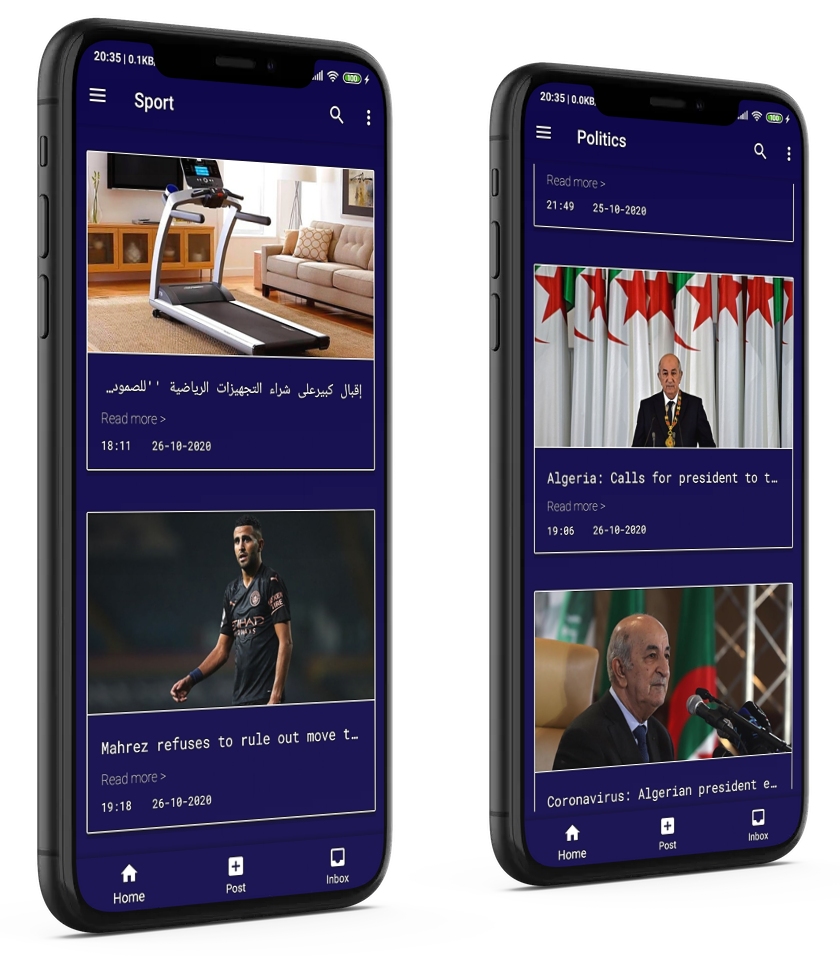 20:35 | 0.1KB
100
Sport
إقبال كبيرعلى شراء التجهيزات الرياضية ''للصمود…
Read more >
18:11 26-10-2020
ETIHAD
AIRWAYS
Mahrez refuses to rule out move t…
Read more >
19:18 26-10-2020
Home
Post
Inbox
20:35 | 0.0KB
100
Politics
Read more >
21:49 25-10-2020
Algeria: Calls for president to t…
Read more >
19:06 26-10-2020
Coronavirus: Algerian president e…
Home
Post
Inbox